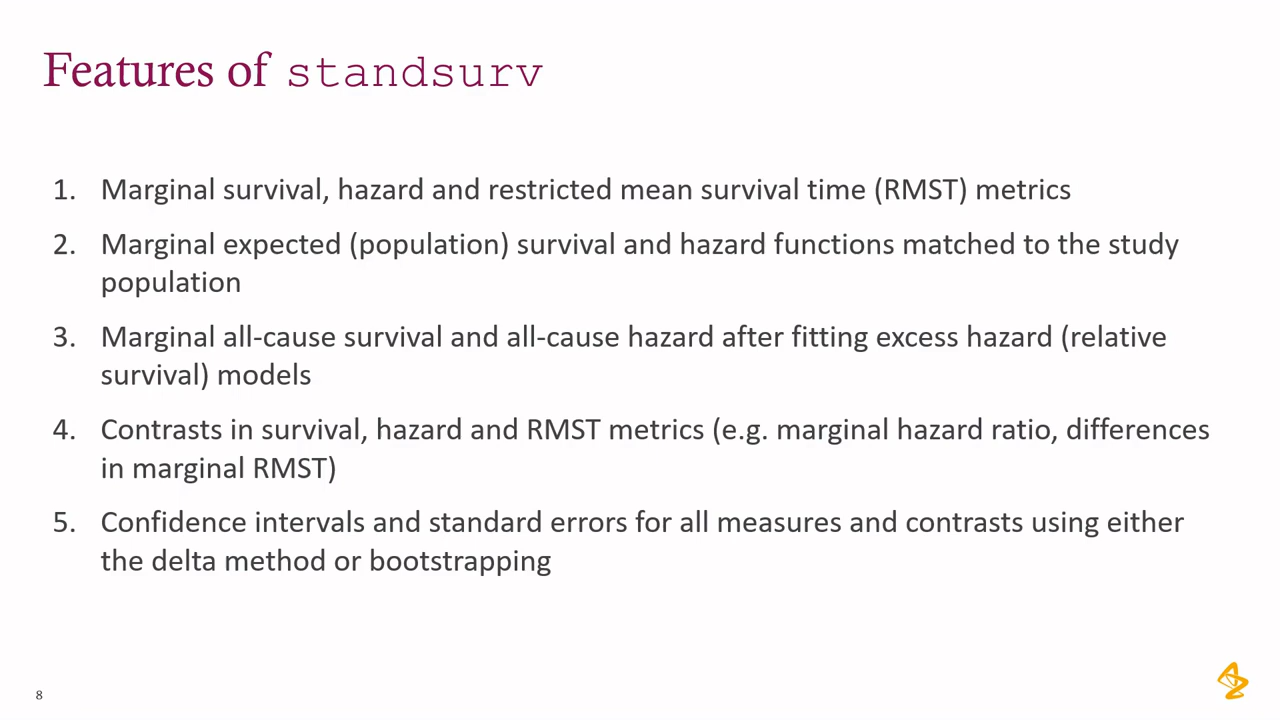 Features of standsurv
1. Marginal survival, hazard and restricted mean survival time (RMST) metrics
2. Marginal expected (population) survival and hazard functions matched to the study
population
3. Marginal all-cause survival and all-cause hazard after fitting excess hazard (relative
survival) models
4. Contrasts in survival, hazard and RMST metrics (e.g. marginal hazard ratio, differences
in marginal RMST)
5. Confidence intervals and standard errors for all measures and contrasts using either
the delta method or bootstrapping
8